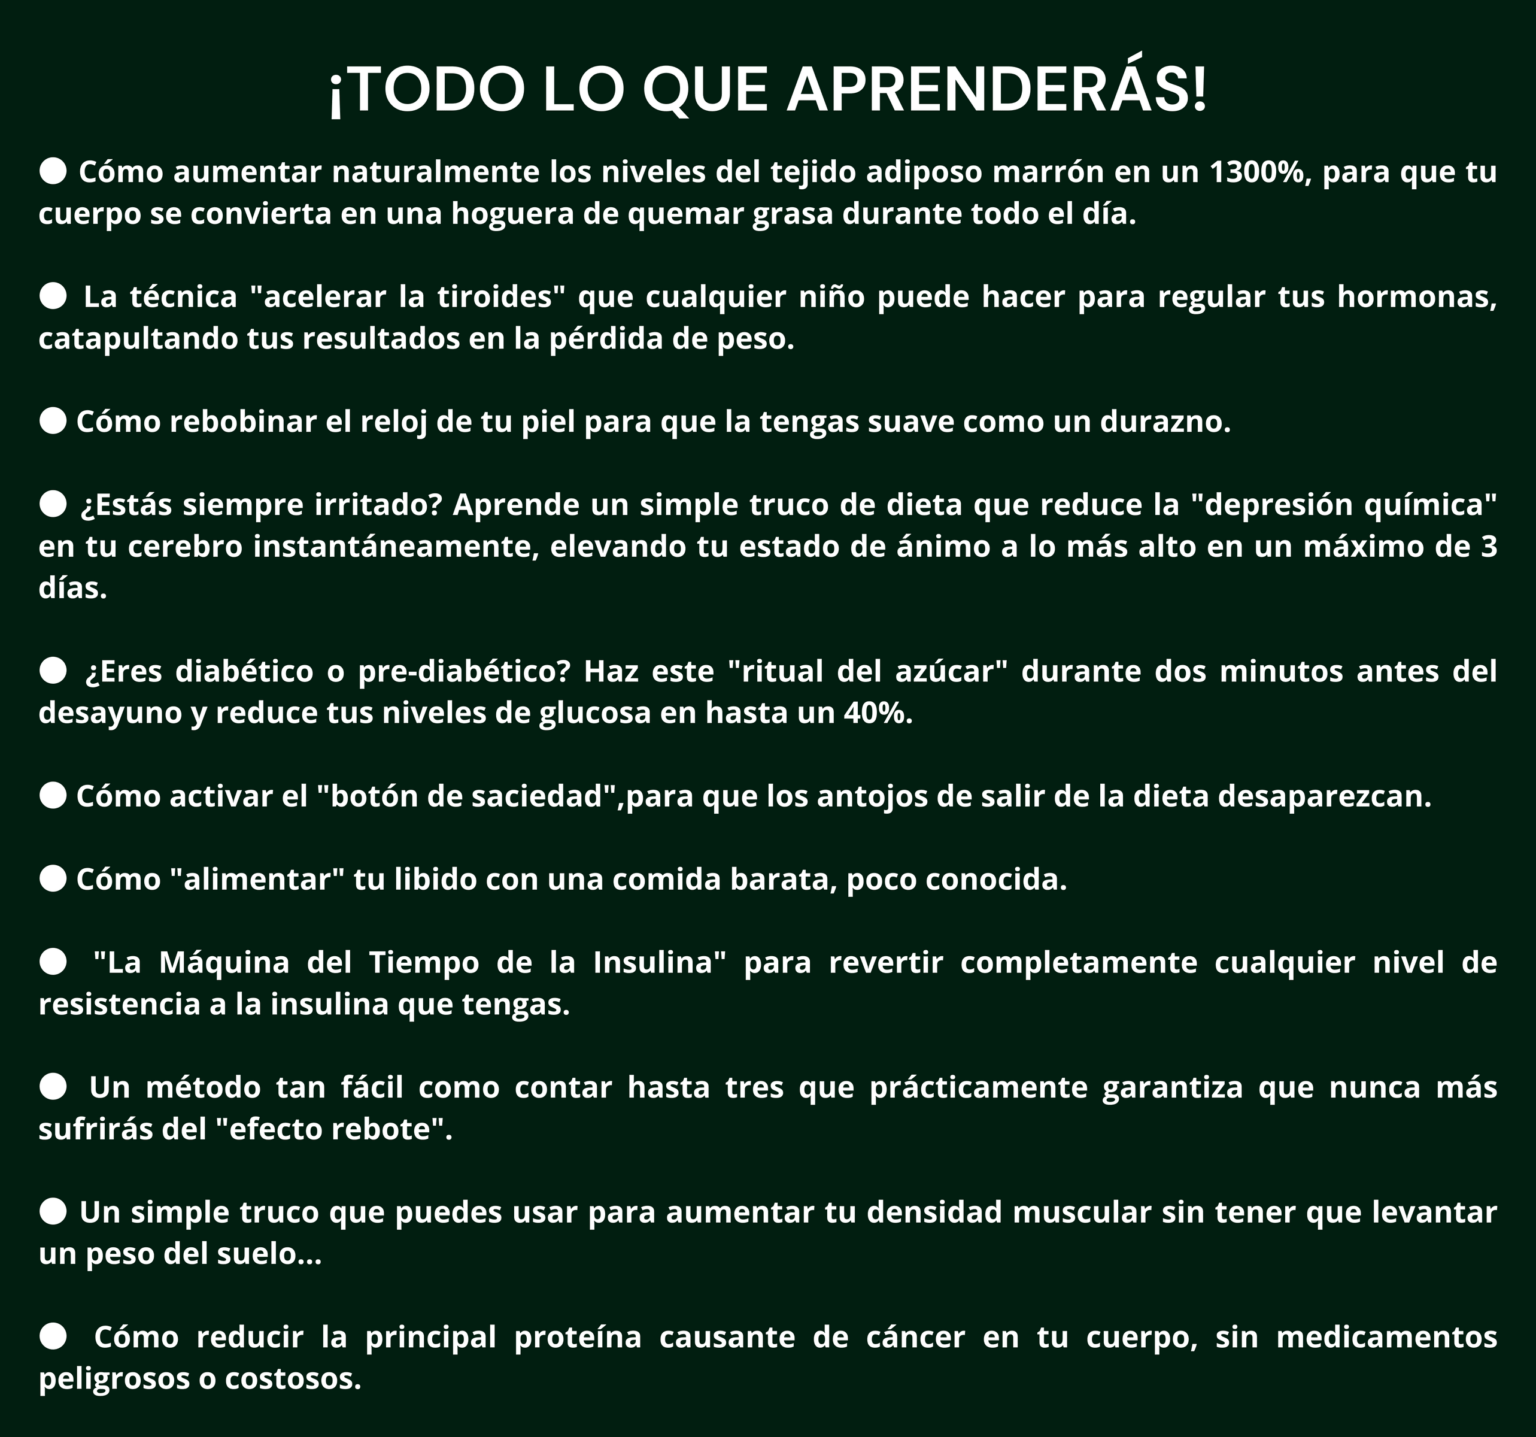 ¡TODO LO QUE APRENDERÁS!
● Cómo aumentar naturalmente los niveles del tejido adiposo marrón en un 1300%, para que tu
cuerpo se convierta en una hoguera de quemar grasa durante todo el día.
● La técnica "acelerar la tiroides" que cualquier niño puede hacer para regular tus hormonas,
catapultando tus resultados en la pérdida de peso.
● Cómo rebobinar el reloj de tu piel para que la tengas suave como un durazno.
● ¿Estás siempre irritado? Aprende un simple truco de dieta que reduce la "depresión química"
en tu cerebro instantáneamente, elevando tu estado de ánimo a lo más alto en un máximo de 3
días.
● ¿Eres diabético o pre-diabético? Haz este "ritual del azúcar" durante dos minutos antes del
desayuno y reduce tus niveles de glucosa en hasta un 40%.
● Cómo activar el "botón de saciedad",para que los antojos de salir de la dieta desaparezcan.
● Cómo "alimentar" tu libido con una comida barata, poco conocida.
● "La Máquina del Tiempo de la Insulina" para revertir completamente cualquier nivel de
resistencia a la insulina que tengas.
● Un método tan fácil como contar hasta tres que prácticamente garantiza que nunca más
sufrirás del "efecto rebote".
● Un simple truco que puedes usar para aumentar tu densidad muscular sin tener que levantar
un peso del suelo...
● Cómo reducir la principal proteína causante de cáncer en tu cuerpo, sin medicamentos
peligrosos o costosos.